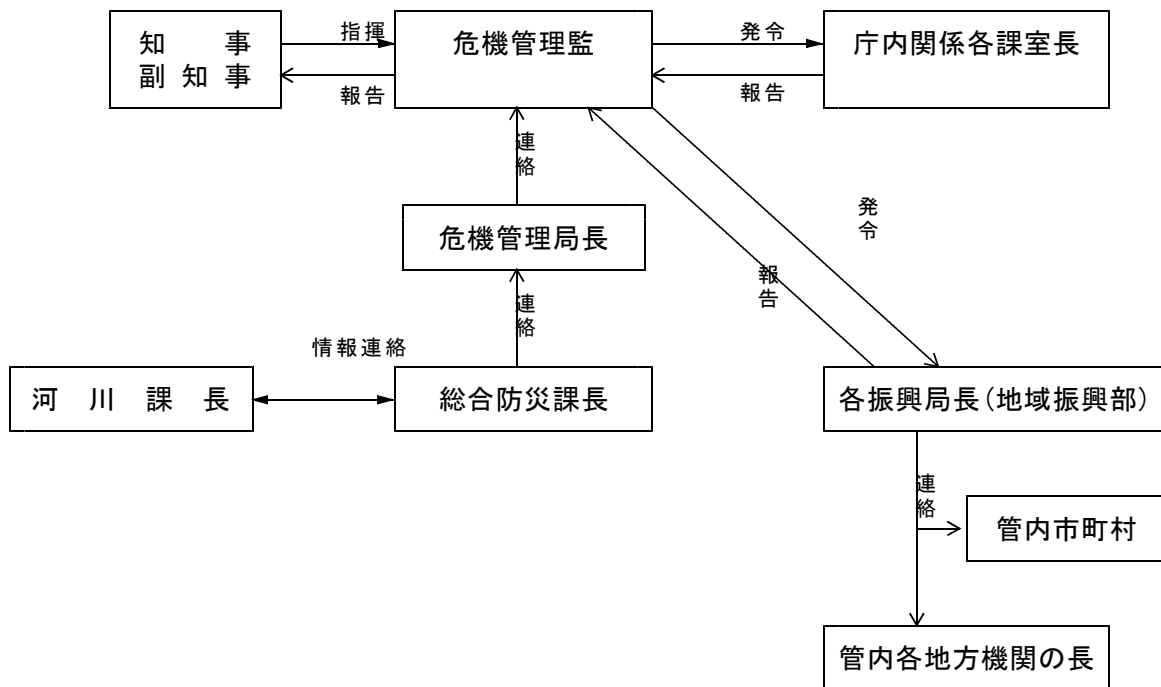 知　事
副 知 事
指揮
報告
危機管理監
発令
報告
庁内関係各課室長
連絡
危機管理局長
発令
報告
連絡
情報連絡
河　川　課　長
総合防災課長
各振興局長（地域振興部）
連絡
管内市町村
管内各地方機関の長